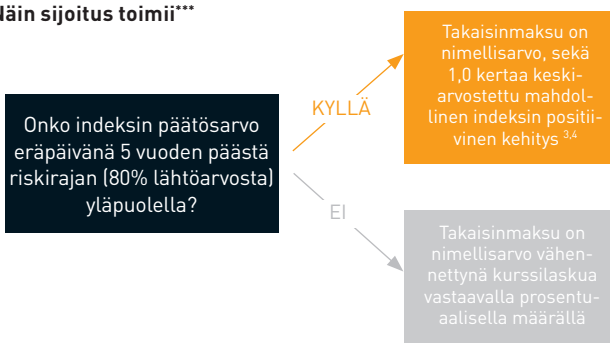 Näin sijoitus toimii***
Takaisinmaksu on
nimellisarvo, sekä
1,0 kertaa keski-
arvostettu mahdol-
linen indeksin positii-
vinen kehitys 3,4
KYLLÄ
Onko indeksin päätösarvo
eräpäivänä 5 vuoden päästä
riskirajan (80% lähtöarvosta)
yläpuolella?
EI
Takaisinmaksu on
nimellisarvo vähen-
nettynä kurssilaskua
vastaavalla prosentu-
aalisella määrällä